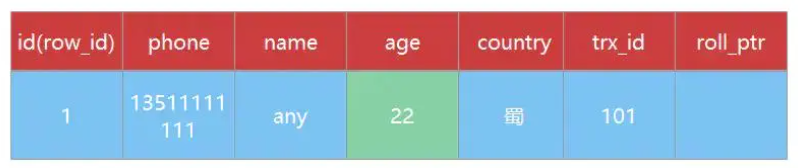 id(row_id) phone name age country trx_id roll_ptr
1 13511111 any 22 蜀 101
111